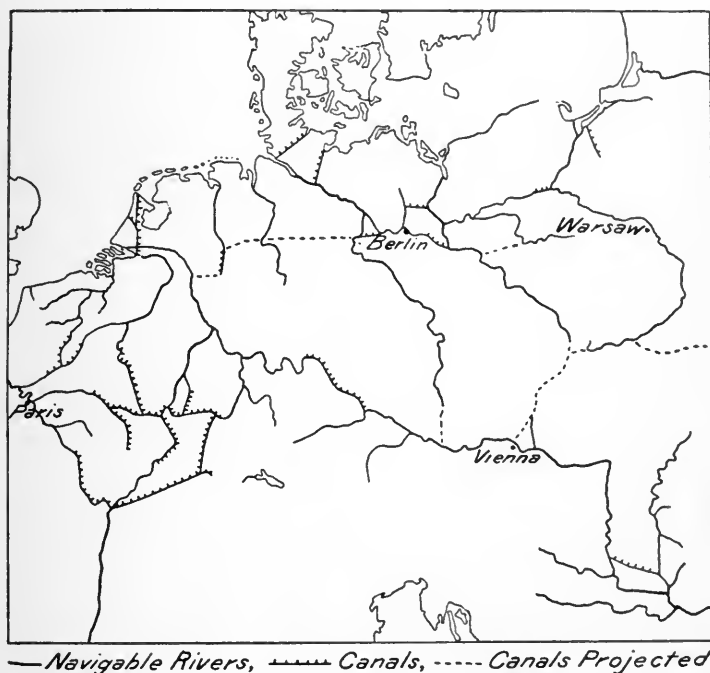 Berlin
Warsaw
Paris
Vienna
Navigable Rivers, Canals, Canals Projected